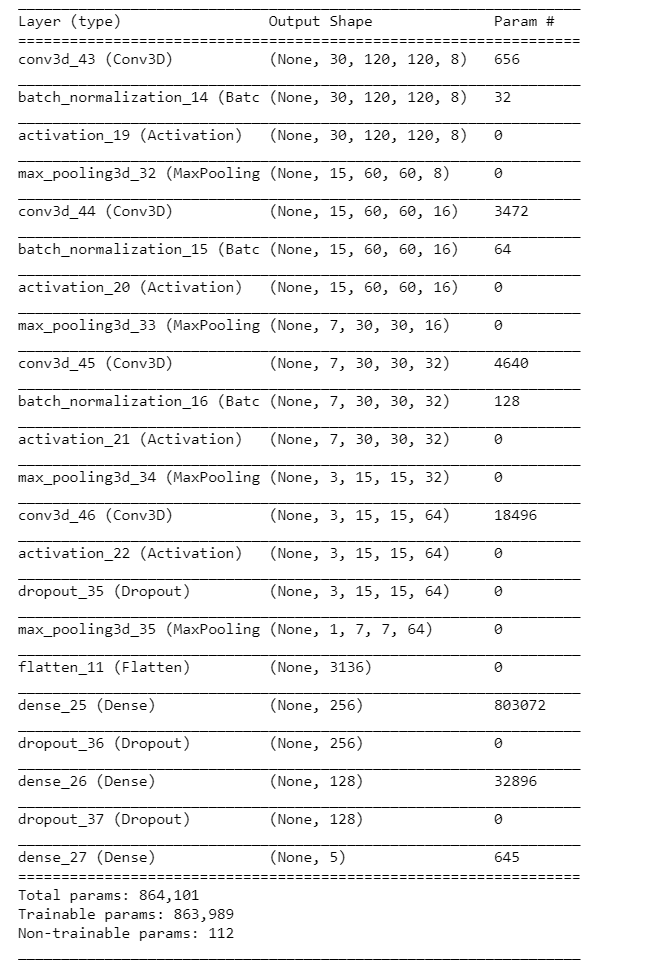 Layer (type) Output Shape Param #
conv3d_43 (Conv3D) (None, 30, 120, 120, 8) 656
batch_normalization_14 (Batc (None, 30, 120, 120, 8) 32
activation_19 (Activation) (None, 30, 120, 120, 8) 0
max_pooling3d_32 (MaxPooling (None, 15, 60, 60, 8) 0
conv3d_44 (Conv3D) (None, 15, 60, 60, 16) 3472
batch_normalization_15 (Batc (None, 15, 60, 60, 16) 64
activation_20 (Activation) (None, 15, 60, 60, 16) 0
max_pooling3d_33 (MaxPooling (None, 7, 30, 30, 16) 0
conv3d_45 (Conv3D) (None, 7, 30, 30, 32) 4640
batch_normalization_16 (Batc (None, 7, 30, 30, 32) 128
activation_21 (Activation) (None, 7, 30, 30, 32) 0
max_pooling3d_34 (MaxPooling (None, 3, 15, 15, 32) 0
conv3d_46 (Conv3D) (None, 3, 15, 15, 64) 18496
activation_22 (Activation) (None, 3, 15, 15, 64) 0
dropout_35 (Dropout) (None, 3, 15, 15, 64) 0
max_pooling3d_35 (MaxPooling (None, 1, 7, 7, 64) 0
flatten_11 (Flatten) (None, 3136) 0
dense_25 (Dense) (None, 256) 803072
dropout_36 (Dropout) (None, 256) 0
dense_26 (Dense) (None, 128) 32896
dropout_37 (Dropout) (None, 128) 0
dense_27 (Dense) (None, 5) 645
Total params: 864,101
Trainable params: 863,989
Non-trainable params: 112